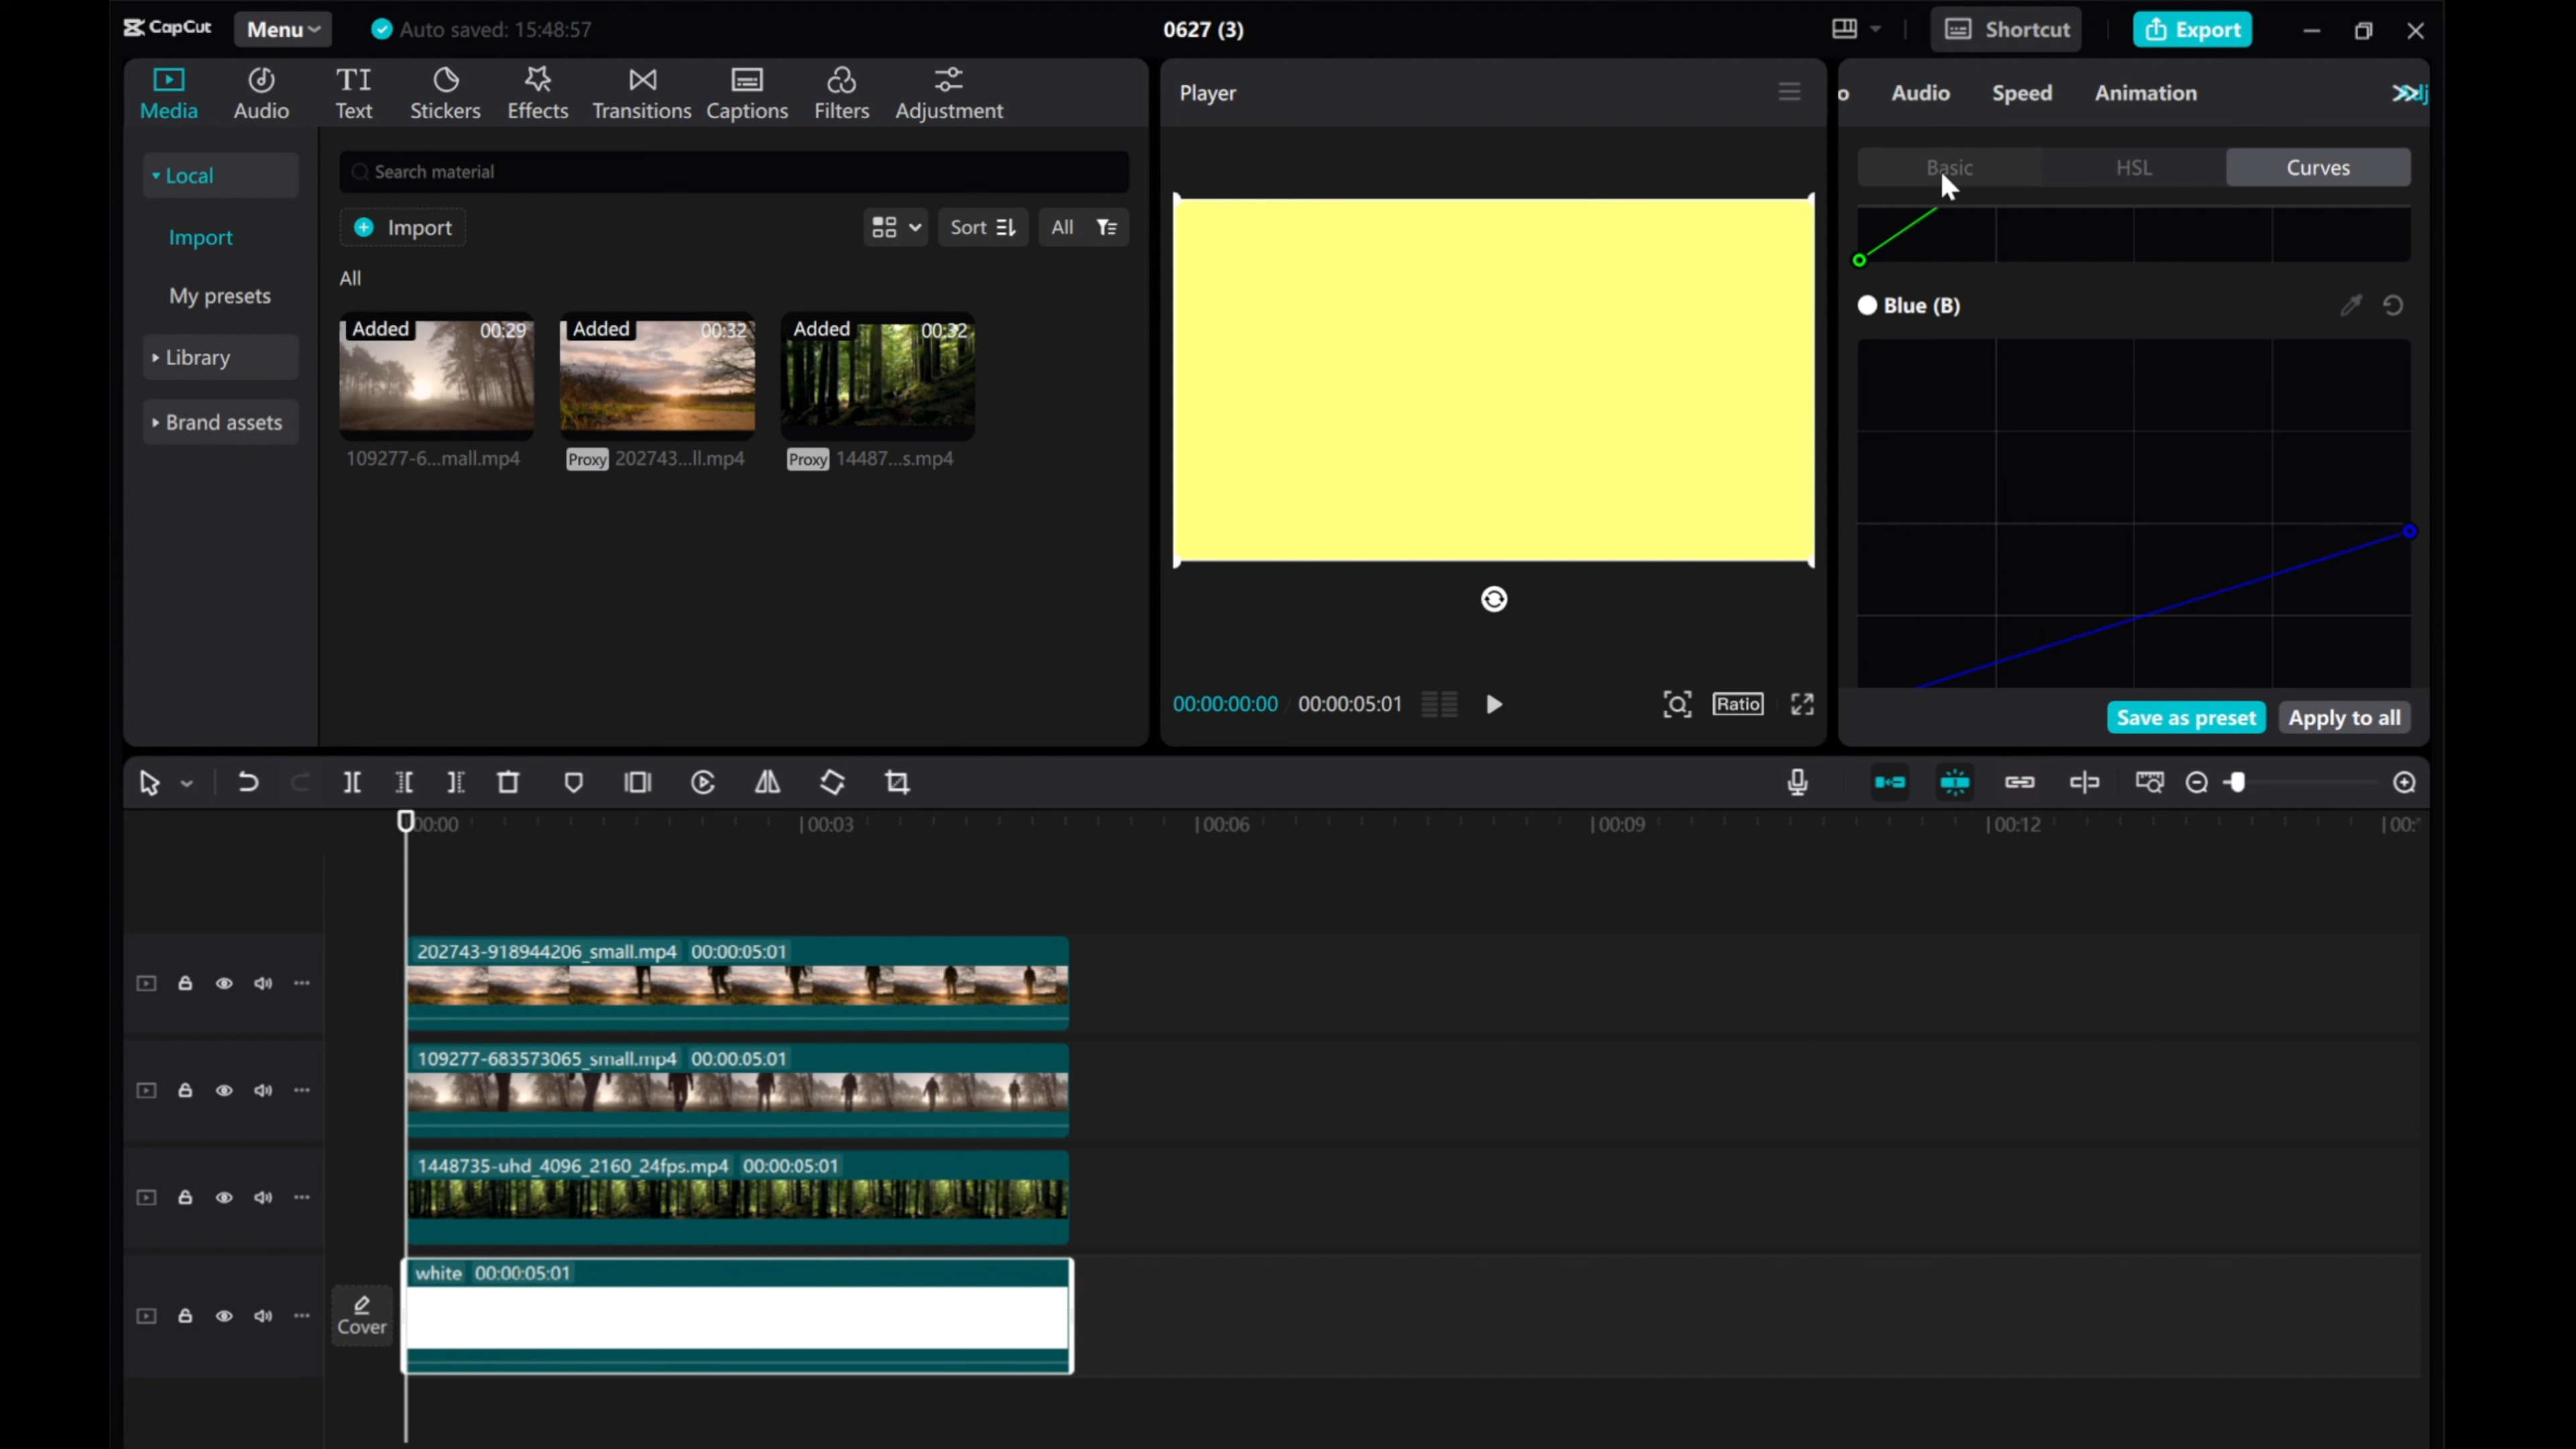 CapCut Menu Auto saved: 15:48:57 0627 (3) Shortcut Export
Media Audio Text Stickers Effects Transitions Captions Filters Adjustment
Player
Audio Speed Animation
Local
Import
My presets
Library
Brand assets
Search material
Import Sort All
All
Added 00:29 Added 00:32 Added 00:32
109277-6...mall.mp4 Proxy 202743...ll.mp4 Proxy 14487...s.mp4
00:00:00:00 00:00:05:01 Ratio
Basic HSL Curves
Blue (B)
Save as preset Apply to all
00:00 00:03 00:06 00:09 00:12 00:
202743-918944206_small.mp4 00:00:05:01
109277-683573065_small.mp4 00:00:05:01
1448735-uhd_4096_2160_24fps.mp4 00:00:05:01
white 00:00:05:01
Cover